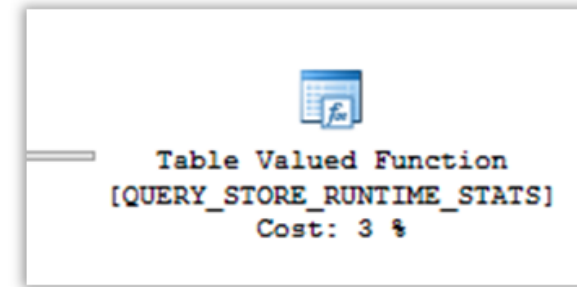 Table Valued Function
[QUERY_STORE_RUNTIME_STATS]
Cost: 3 %